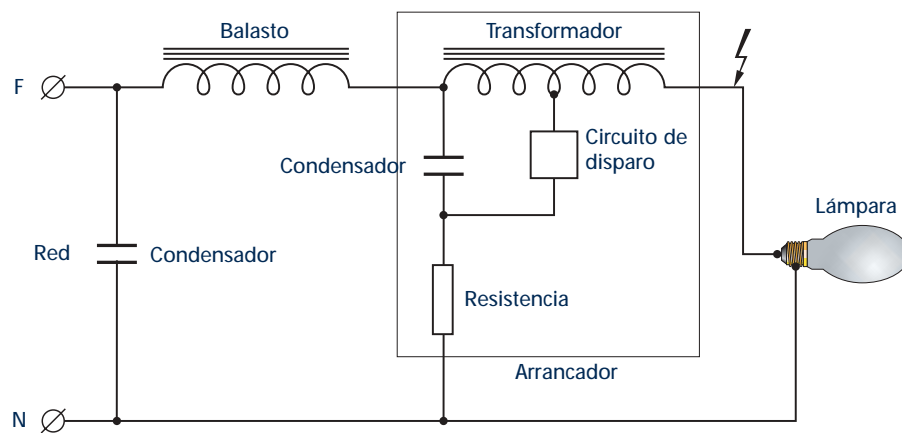 Balasto
Transformador
F
Circuito de
disparo
Condensador
Lámpara
Red
Condensador
Resistencia
Arrancador
N